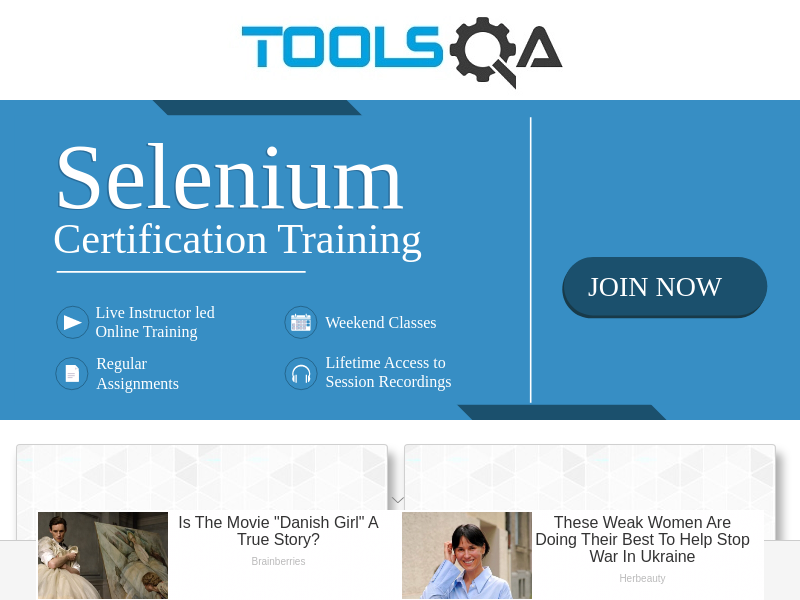 TOOLSQA
Selenium
Certification Training
Live Instructor led
Online Training
Weekend Classes
Regular
Assignments
Lifetime Access to
Session Recordings
JOIN NOW
Is The Movie "Danish Girl" A
True Story?
Brainberries
These Weak Women Are
Doing Their Best To Help Stop
War In Ukraine
Herbeauty